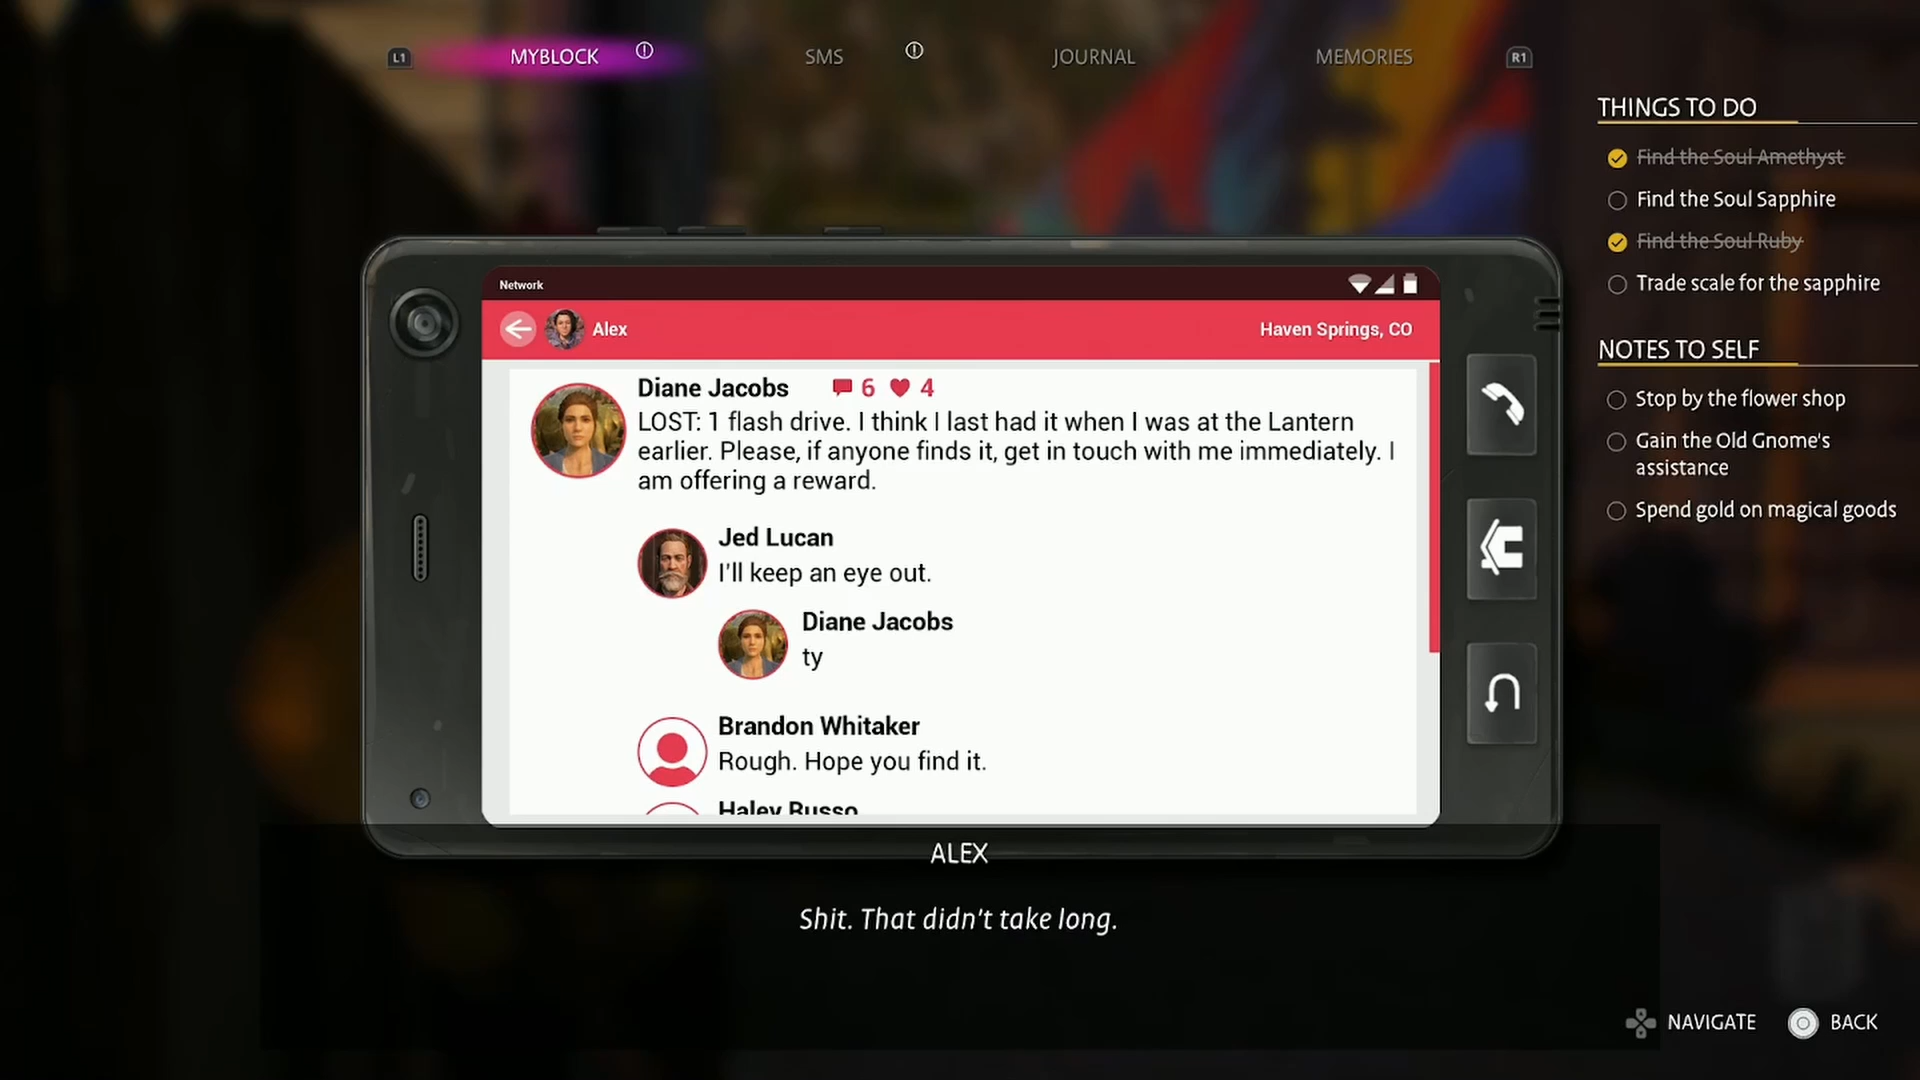 L1
MYBLOCK
SMS
JOURNAL
MEMORIES
R1
THINGS TO DO
Find the Soul Amethyst
Find the Soul Sapphire
Find the Soul Ruby
Trade scale for the sapphire
NOTES TO SELF
Stop by the flower shop
Gain the Old Gnome's
assistance
Spend gold on magical goods
Network
Alex
Haven Springs, CO
Diane Jacobs 6 4
LOST: 1 flash drive. I think I last had it when I was at the Lantern
earlier. Please, if anyone finds it, get in touch with me immediately. I
am offering a reward.
Jed Lucan
I'll keep an eye out.
Diane Jacobs
ty
Brandon Whitaker
Rough. Hope you find it.
Haley Russo
ALEX
Shit. That didn't take long.
NAVIGATE
BACK